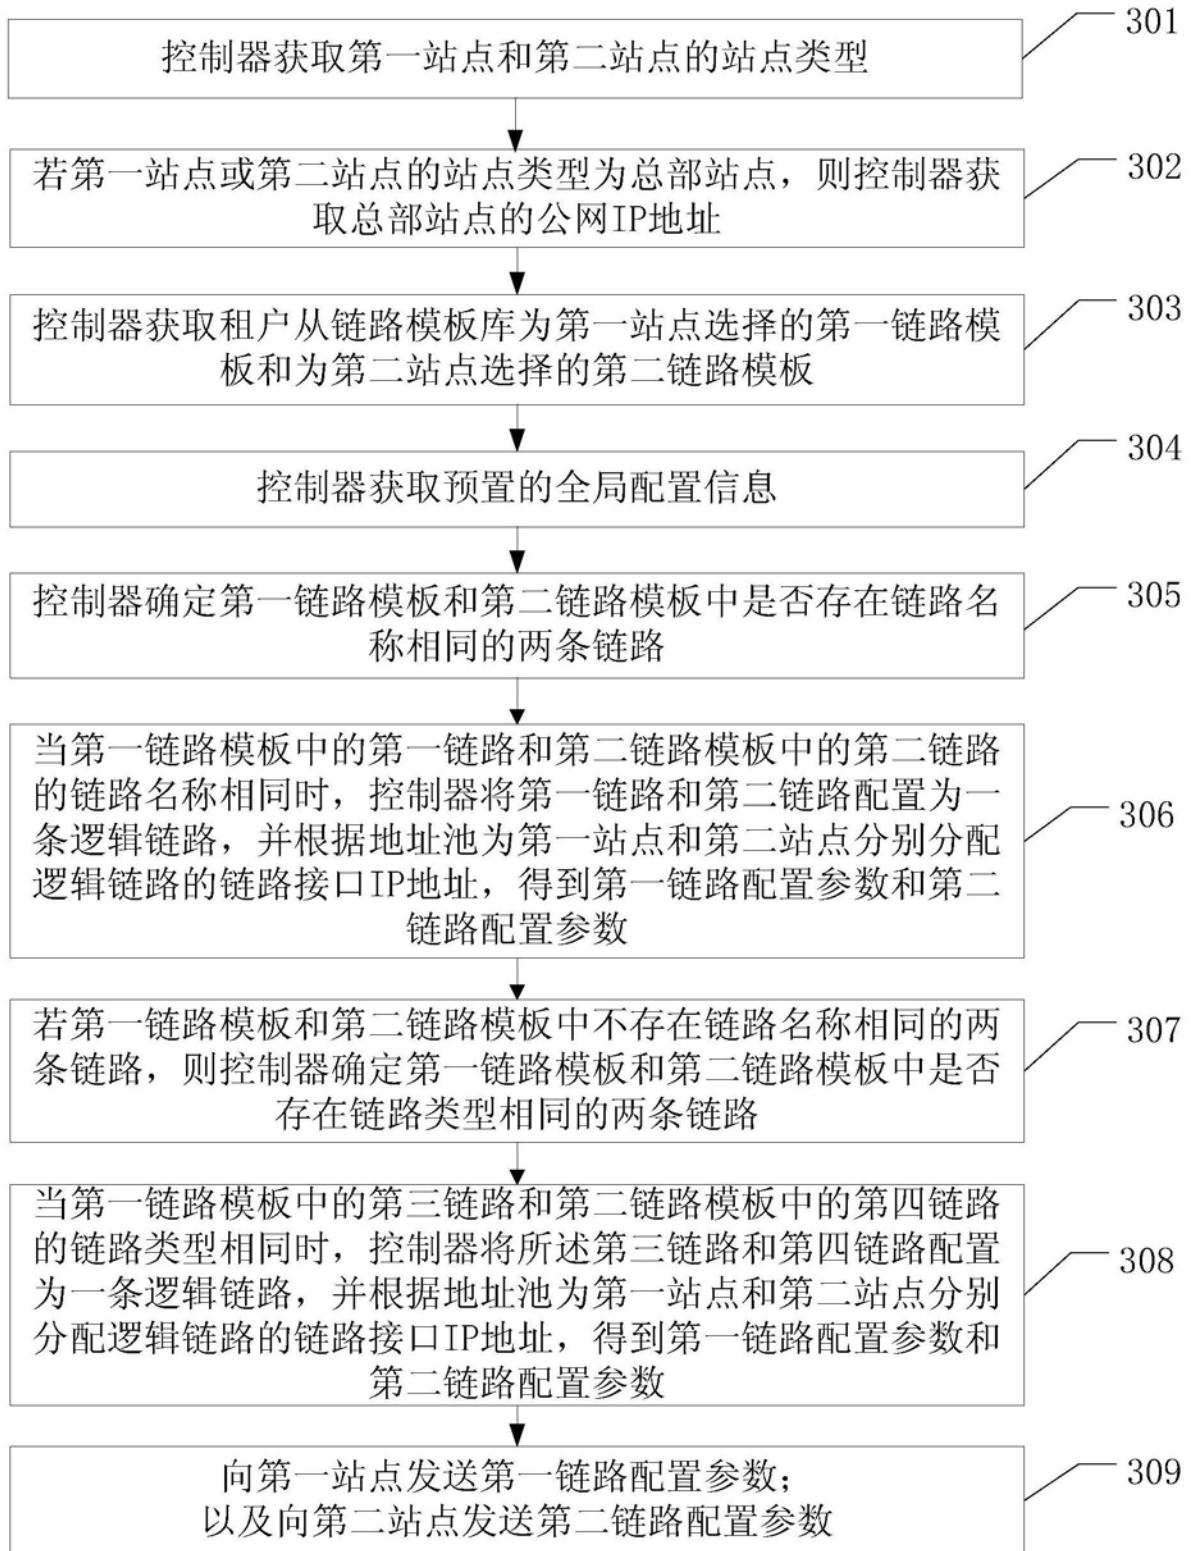 控制器获取第一站点和第二站点的站点类型
301
若第一站点或第二站点的站点类型为总部站点，则控制器获
取总部站点的公网IP地址
302
控制器获取租户从链路模板库为第一站点选择的第一链路模
板和为第二站点选择的第二链路模板
303
控制器获取预置的全局配置信息
304
控制器确定第一链路模板和第二链路模板中是否存在链路名
称相同的两条链路
305
当第一链路模板中的第一链路和第二链路模板中的第二链路
的链路名称相同时，控制器将第一链路和第二链路配置为一
条逻辑链路，并根据地址池为第一站点和第二站点分别分配
逻辑链路的链路接口IP地址，得到第一链路配置参数和第二
链路配置参数
306
若第一链路模板和第二链路模板中不存在链路名称相同的两
条链路，则控制器确定第一链路模板和第二链路模板中是否
存在链路类型相同的两条链路
307
当第一链路模板中的第三链路和第二链路模板中的第四链路
的链路类型相同时，控制器将所述第三链路和第四链路配置
为一条逻辑链路，并根据地址池为第一站点和第二站点分别
分配逻辑链路的链路接口IP地址，得到第一链路配置参数和
第二链路配置参数
308
向第一站点发送第一链路配置参数；
以及向第二站点发送第二链路配置参数
309